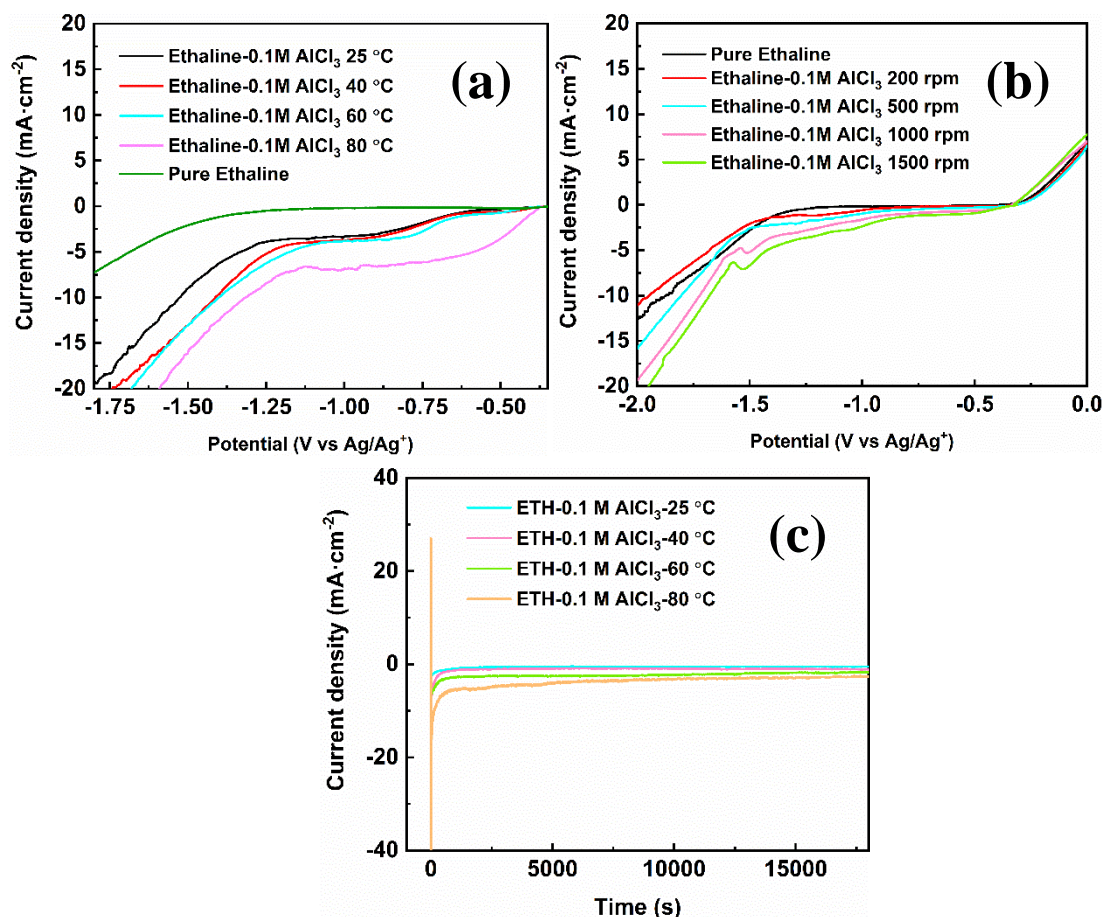 Ethaline-0.1M AlCl₃ 25 °C
Ethaline-0.1M AlCl₃ 40 °C
Ethaline-0.1M AlCl₃ 60 °C
Ethaline-0.1M AlCl₃ 80 °C
Pure Ethaline
(a)
20
15
10
5
0
-5
-10
-15
-20
Current density (mA·cm⁻²)
-1.75 -1.50 -1.25 -1.00 -0.75 -0.50
Potential (V vs Ag/Ag⁺)
Pure Ethaline
Ethaline-0.1M AlCl₃ 200 rpm
Ethaline-0.1M AlCl₃ 500 rpm
Ethaline-0.1M AlCl₃ 1000 rpm
Ethaline-0.1M AlCl₃ 1500 rpm
(b)
20
15
10
5
0
-5
-10
-15
-20
Current density (mA·cm⁻²)
-2.0 -1.5 -1.0 -0.5 0.0
Potential (V vs Ag/Ag⁺)
ETH-0.1 M AlCl₃-25 °C
ETH-0.1 M AlCl₃-40 °C
ETH-0.1 M AlCl₃-60 °C
ETH-0.1 M AlCl₃-80 °C
(c)
40
20
0
-20
-40
Current density (mA·cm⁻²)
0 5000 10000 15000
Time (s)